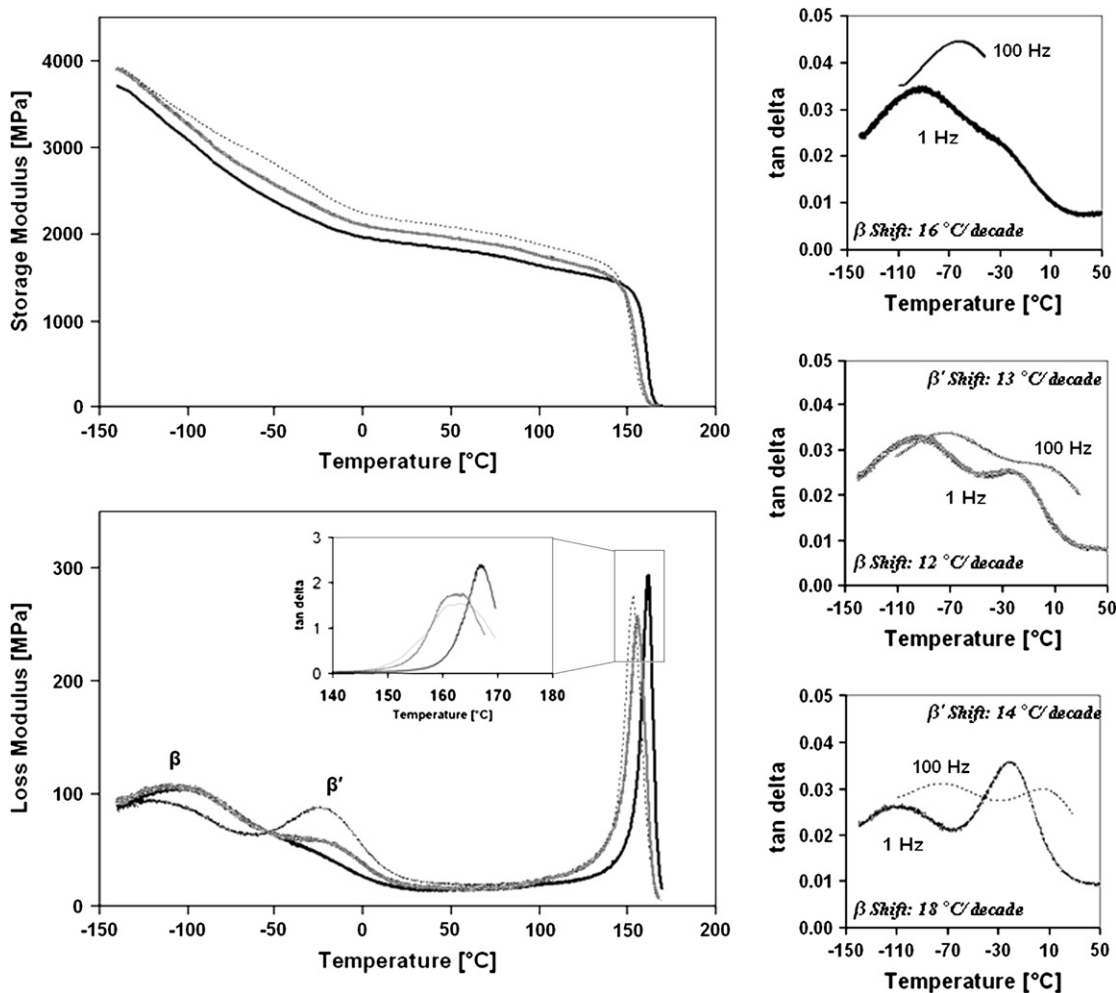 Storage Modulus [MPa]
4000
3000
2000
1000
0
-150 -100 -50 0 50 100 150 200
Temperature [°C]
Loss Modulus [MPa]
300
200
100
0
β
β′
-150 -100 -50 0 50 100 150 200
Temperature [°C]
tan delta
3
2
1
0
140 150 160 170 180
Temperature [°C]
tan delta
0.05
0.04
0.03
0.02
0.01
0.00
100 Hz
1 Hz
β Shift: 16 °C/decade
-150 -110 -70 -30 10 50
Temperature [°C]
tan delta
0.05
0.04
0.03
0.02
0.01
0.00
β′ Shift: 13 °C/decade
100 Hz
1 Hz
β Shift: 12 °C/decade
-150 -110 -70 -30 10 50
Temperature [°C]
tan delta
0.05
0.04
0.03
0.02
0.01
0.00
β′ Shift: 14 °C/decade
100 Hz
1 Hz
β Shift: 18 °C/decade
-150 -110 -70 -30 10 50
Temperature [°C]